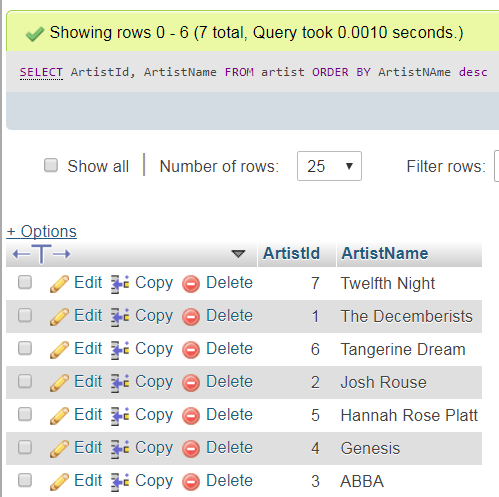 Showing rows 0 - 6 (7 total, Query took 0.0010 seconds.)
SELECT ArtistId, ArtistName FROM artist ORDER BY ArtistNAme desc
Show all Number of rows: 25 Filter rows:
+ Options
ArtistId ArtistName
Edit Copy Delete 7 Twelfth Night
Edit Copy Delete 1 The Decemberists
Edit Copy Delete 6 Tangerine Dream
Edit Copy Delete 2 Josh Rouse
Edit Copy Delete 5 Hannah Rose Platt
Edit Copy Delete 4 Genesis
Edit Copy Delete 3 ABBA